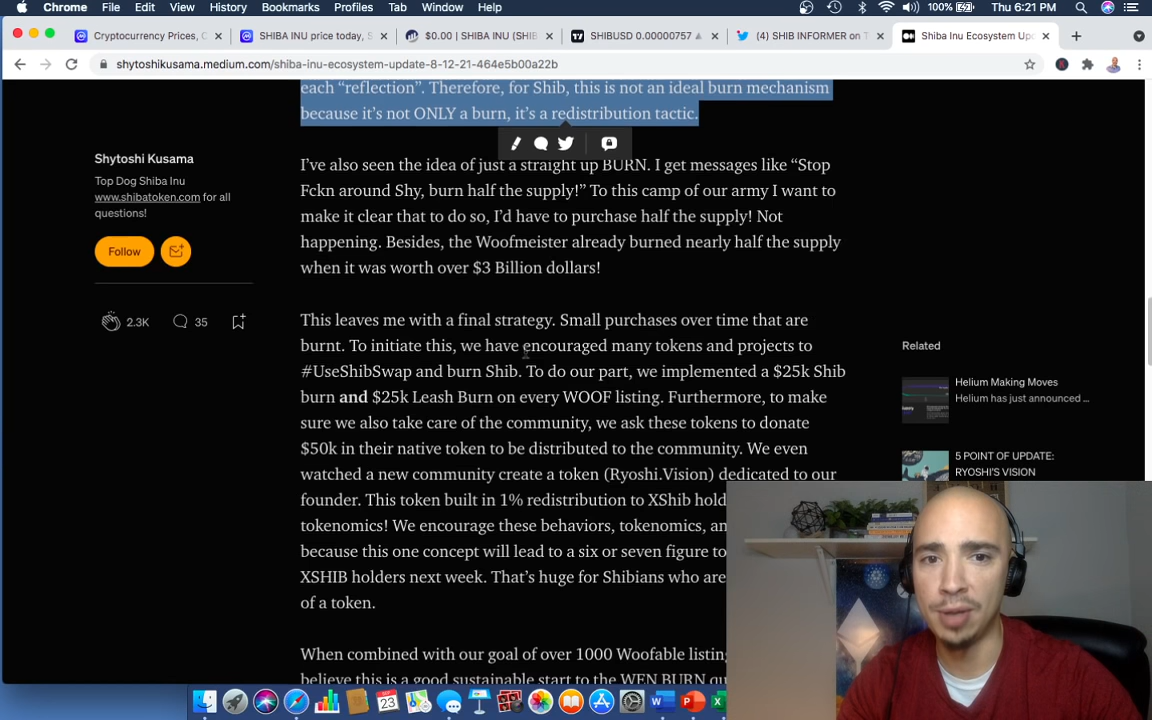 Chrome File Edit View History Bookmarks Profiles Tab Window Help 100% Thu 6:21 PM
Cryptocurrency Prices, C
SHIBA INU price today, S
$0.00 | SHIBA INU (SHIB
SHIBUSD 0.00000757
(4) SHIB INFORMER on T
Shiba Inu Ecosystem Upd
shytoshikusama.medium.com/shiba-inu-ecosystem-update-8-12-21-464e5b00a22b
each “reflection”. Therefore, for Shib, this is not an ideal burn mechanism
because it’s not ONLY a burn, it’s a redistribution tactic.
Shytoshi Kusama
Top Dog Shiba Inu
www.shibatoken.com for all
questions!
Follow
2.3K 35
I’ve also seen the idea of just a straight up BURN. I get messages like “Stop
Fckn around Shy, burn half the supply!” To this camp of our army I want to
make it clear that to do so, I’d have to purchase half the supply! Not
happening. Besides, the Woofmeister already burned nearly half the supply
when it was worth over $3 Billion dollars!
This leaves me with a final strategy. Small purchases over time that are
burnt. To initiate this, we have encouraged many tokens and projects to
#UseShibSwap and burn Shib. To do our part, we implemented a $25k Shib
burn and $25k Leash Burn on every WOOF listing. Furthermore, to make
sure we also take care of the community, we ask these tokens to donate
$50k in their native token to be distributed to the community. We even
watched a new community create a token (Ryoshi.Vision) dedicated to our
founder. This token built in 1% redistribution to XShib hold
tokenomics! We encourage these behaviors, tokenomics, an
because this one concept will lead to a six or seven figure to
XSHIB holders next week. That’s huge for Shibians who are
of a token.
When combined with our goal of over 1000 Woofable listing
believe this is a good sustainable start to the WEN BURN qu
Related
Helium Making Moves
Helium has just announced ...
5 POINT OF UPDATE:
RYOSHI’S VISION
23